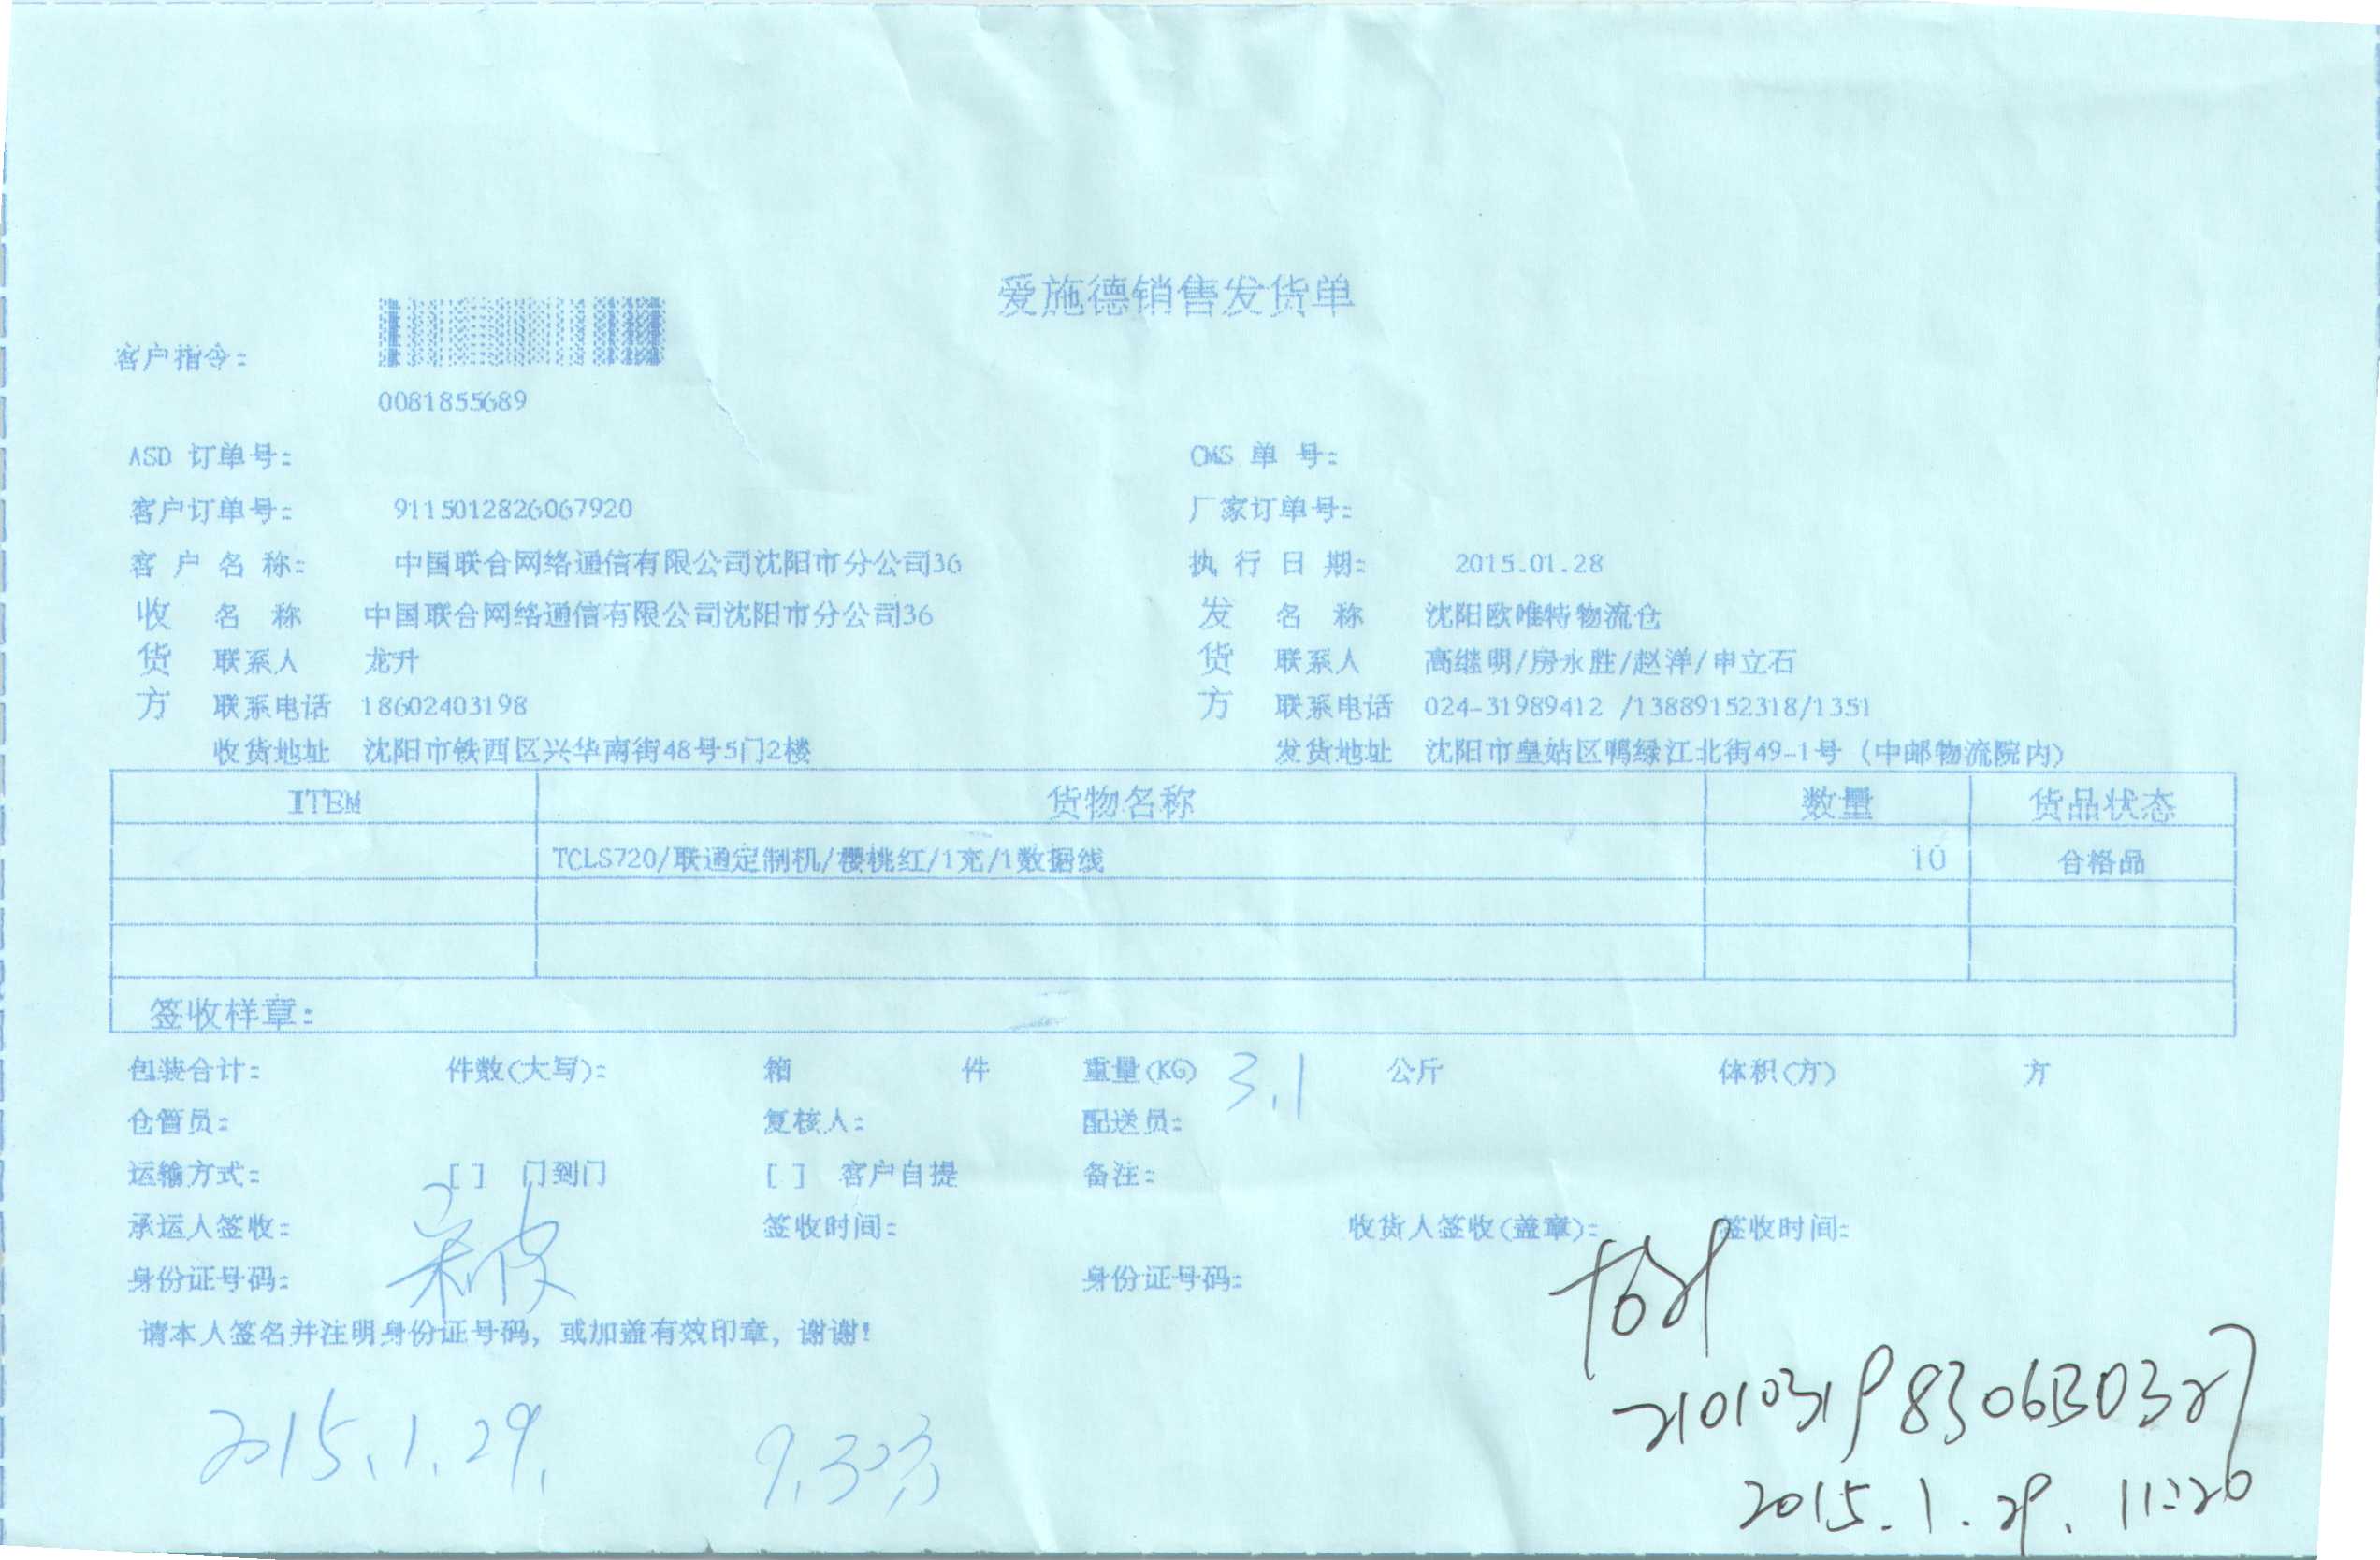 爱施德销售发货单
客户指令:
0081855689
ASD 订单号: CMS 单 号:
客户订单号: 9115012826067920 厂家订单号:
客 户 名 称: 中国联合网络通信有限公司沈阳市分公司36 执 行 日 期: 2015.01.28
收 名 称 中国联合网络通信有限公司沈阳市分公司36 发 名 称 沈阳欧唯特物流仓
货 联系人 龙升 货 联系人 高继明/房永胜/赵洋/申立石
方 联系电话 18602403198 方 联系电话 024-31989412 /13889152318/1351
收货地址 沈阳市铁西区兴华南街48号5门2楼 发货地址 沈阳市皇姑区鸭绿江北街49-1号 (中邮物流院内)
ITEM 货物名称 数量 货品状态
TCLS720/联通定制机/樱桃红/1充/1数据线 10 合格品
签收样章:
包装合计: 件数(大写): 箱 件 重量(KG) 3.1 公斤 体积(方) 方
仓管员: 复核人: 配送员:
运输方式: [ ] 门到门 [ ] 客户自提 备注:
承运人签收: 签收时间: 收货人签收(盖章): 签收时间:
身份证号码: 身份证号码:
请本人签名并注明身份证号码, 或加盖有效印章, 谢谢!
2015.1.29.
2015.1.29. 11:20